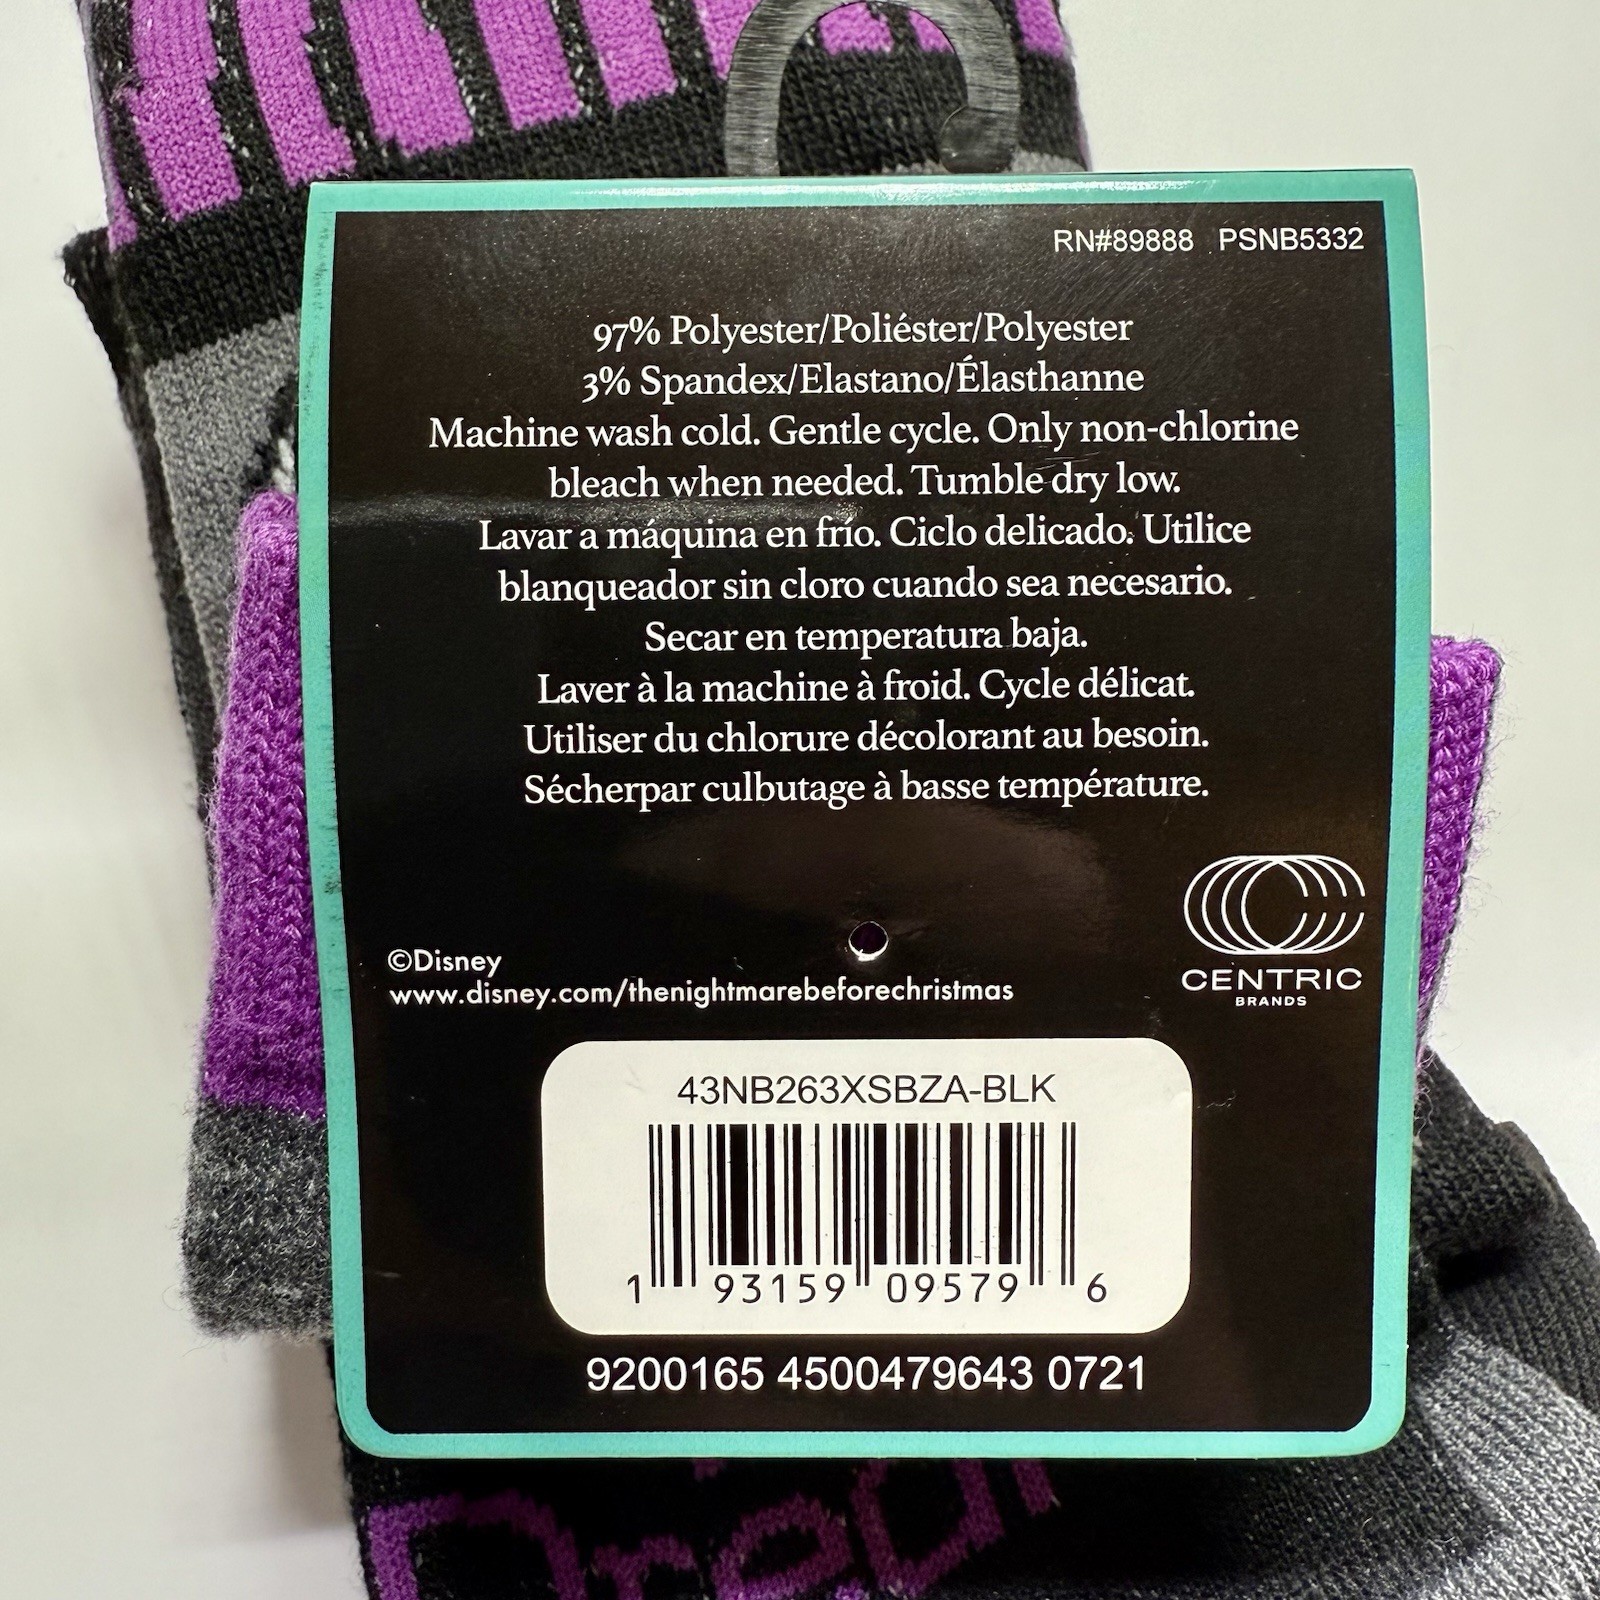 RN#89888 PSNB5332
97% Polyester/Poliéster/Polyester
3% Spandex/Elastano/Élasthanne
Machine wash cold. Gentle cycle. Only non-chlorine
bleach when needed. Tumble dry low.
Lavar a máquina en frío. Ciclo delicado. Utilice
blanqueador sin cloro cuando sea necesario.
Secar en temperatura baja.
Laver à la machine à froid. Cycle délicat.
Utiliser du chlorure décolorant au besoin.
Sécherpar culbutage à basse température.
©Disney
www.disney.com/thenightmarebeforechristmas
CENTRIC
BRANDS
43NB263XSBZA-BLK
1 93159 09579 6
9200165 4500479643 0721